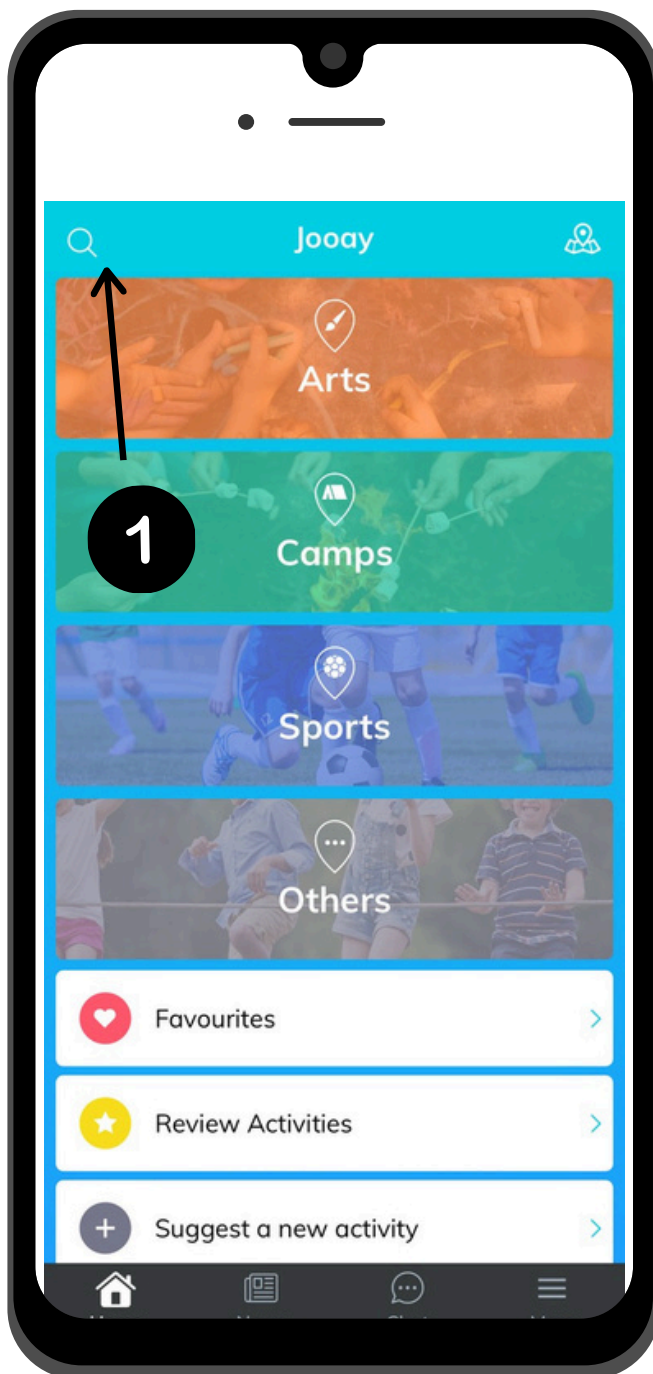 Jooay
Arts
1
Camps
Sports
Others
Favourites
Review Activities
Suggest a new activity